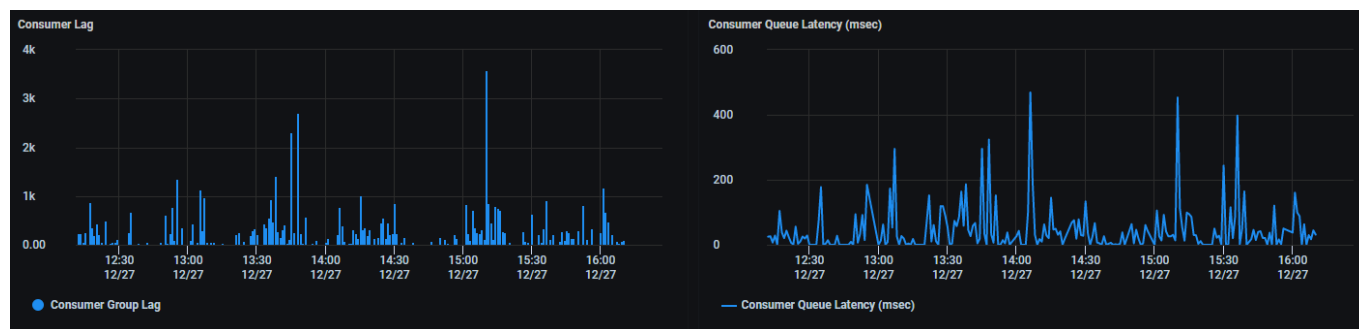 Consumer Lag
4k
3k
2k
1k
0.00
12:30 13:00 13:30 14:00 14:30 15:00 15:30 16:00
12/27 12/27 12/27 12/27 12/27 12/27 12/27 12/27
Consumer Group Lag
Consumer Queue Latency (msec)
600
400
200
0
12:30 13:00 13:30 14:00 14:30 15:00 15:30 16:00
12/27 12/27 12/27 12/27 12/27 12/27 12/27 12/27
Consumer Queue Latency (msec)